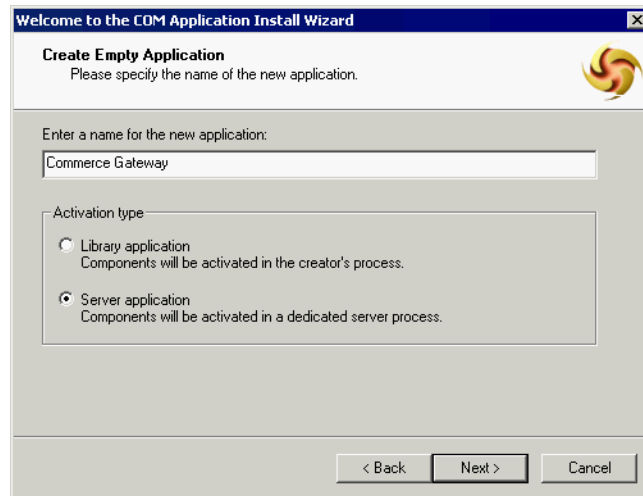 Welcome to the COM Application Install Wizard
Create Empty Application
Please specify the name of the new application.
Enter a name for the new application:
Commerce Gateway
Activation type
Library application
Components will be activated in the creator's process.
Server application
Components will be activated in a dedicated server process.
< Back Next > Cancel